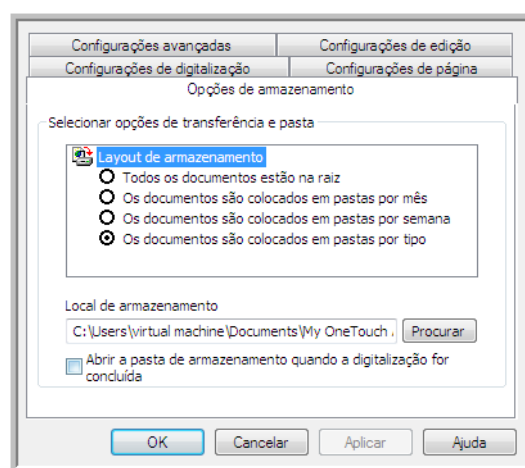 Configurações avançadas
Configurações de edição
Configurações de digitalização
Configurações de página
Opções de armazenamento
Selecionar opções de transferência e pasta
Layout de armazenamento
Todos os documentos estão na raiz
Os documentos são colocados em pastas por mês
Os documentos são colocados em pastas por semana
Os documentos são colocados em pastas por tipo
Local de armazenamento
C:\Users\virtual machine\Documents\My OneTouch
Procurar
Abrir a pasta de armazenamento quando a digitalização for
concluída
OK
Cancelar
Aplicar
Ajuda